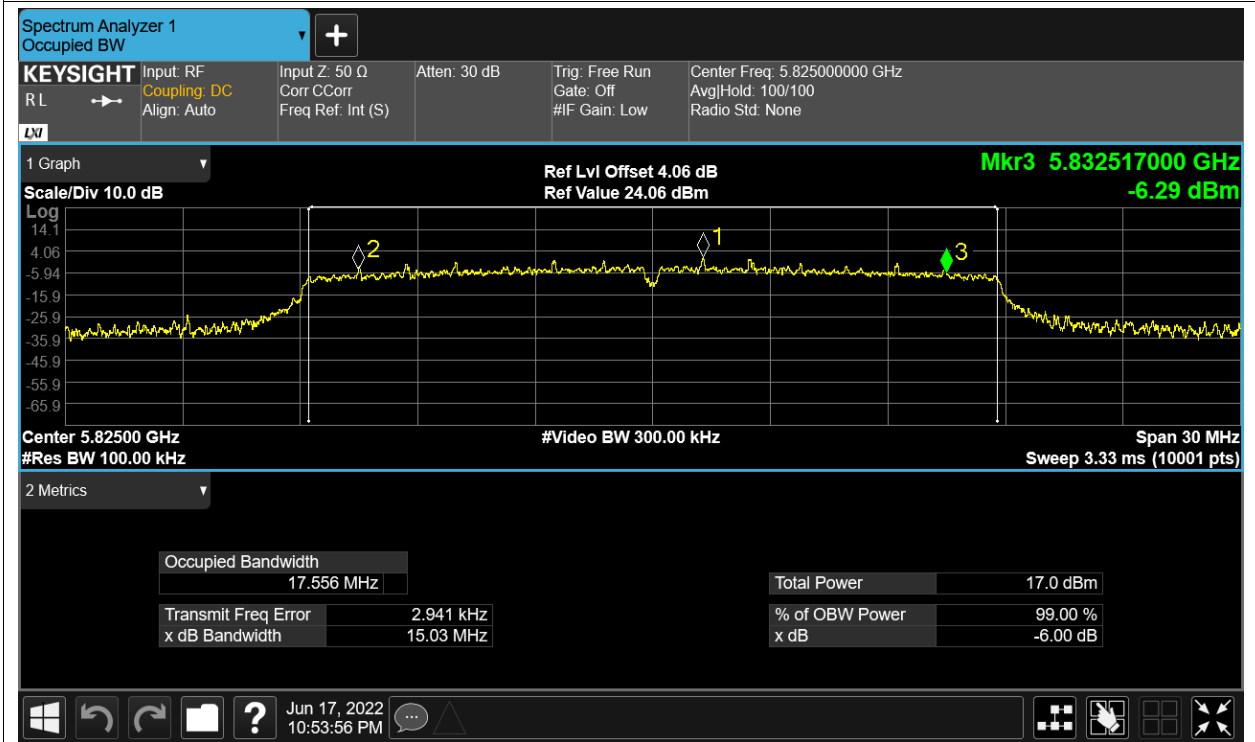 Spectrum Analyzer 1
Occupied BW
KEYSIGHT
R L
LXI
Input: RF
Coupling: DC
Align: Auto
Input Z: 50 Ω
Corr CCorr
Freq Ref: Int (S)
Atten: 30 dB
Trig: Free Run
Gate: Off
#IF Gain: Low
Center Freq: 5.825000000 GHz
Avg|Hold: 100/100
Radio Std: None
1 Graph
Scale/Div 10.0 dB
Ref Lvl Offset 4.06 dB
Ref Value 24.06 dBm
Mkr3 5.832517000 GHz
-6.29 dBm
Log
14.1
4.06
-5.94
-15.9
-25.9
-35.9
-45.9
-55.9
-65.9
2
1
3
Center 5.82500 GHz
#Res BW 100.00 kHz
#Video BW 300.00 kHz
Span 30 MHz
Sweep 3.33 ms (10001 pts)
2 Metrics
Occupied Bandwidth
17.556 MHz
Transmit Freq Error 2.941 kHz
x dB Bandwidth 15.03 MHz
Total Power 17.0 dBm
% of OBW Power 99.00 %
x dB -6.00 dB
?
Jun 17, 2022
10:53:56 PM